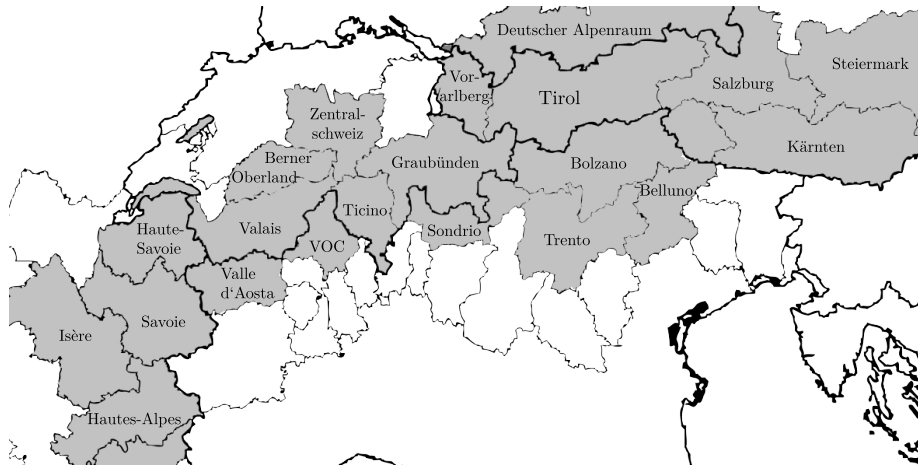 Deutscher Alpenraum
Steiermark
Vor-
arlberg
Tirol
Salzburg
Zentral-
schweiz
Kärnten
Berner
Oberland
Graubünden
Bolzano
Belluno
Ticino
Haute-
Savoie
Valais
VOC
Sondrio
Trento
Valle
d‘Aosta
Isère
Savoie
Hautes-Alpes